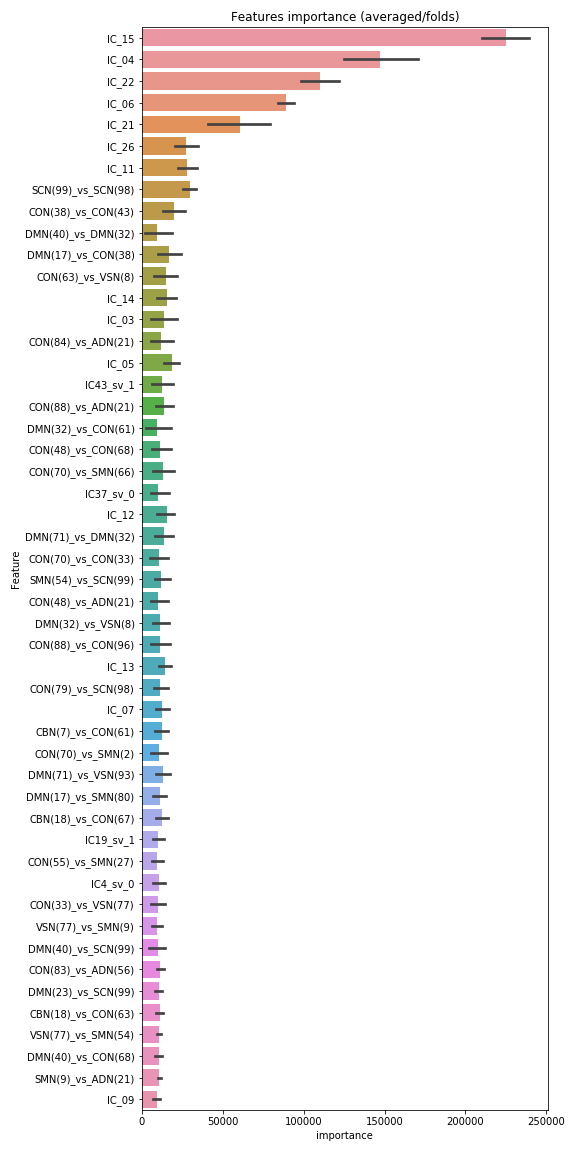 Features importance (averaged/folds)
IC_15
IC_04
IC_22
IC_06
IC_21
IC_26
IC_11
SCN(99)_vs_SCN(98)
CON(38)_vs_CON(43)
DMN(40)_vs_DMN(32)
DMN(17)_vs_CON(38)
CON(63)_vs_VSN(8)
IC_14
IC_03
CON(84)_vs_ADN(21)
IC_05
IC43_sv_1
CON(88)_vs_ADN(21)
DMN(32)_vs_CON(61)
CON(48)_vs_CON(68)
CON(70)_vs_SMN(66)
IC37_sv_0
IC_12
DMN(71)_vs_DMN(32)
CON(70)_vs_CON(33)
SMN(54)_vs_SCN(99)
CON(48)_vs_ADN(21)
DMN(32)_vs_VSN(8)
CON(88)_vs_CON(96)
IC_13
CON(79)_vs_SCN(98)
IC_07
CBN(7)_vs_CON(61)
CON(70)_vs_SMN(2)
DMN(71)_vs_VSN(93)
DMN(17)_vs_SMN(80)
CBN(18)_vs_CON(67)
IC19_sv_1
CON(55)_vs_SMN(27)
IC4_sv_0
CON(33)_vs_VSN(77)
VSN(77)_vs_SMN(9)
DMN(40)_vs_SCN(99)
CON(83)_vs_ADN(56)
DMN(23)_vs_SCN(99)
CBN(18)_vs_CON(63)
VSN(77)_vs_SMN(54)
DMN(40)_vs_CON(68)
SMN(9)_vs_ADN(21)
IC_09
Feature
0 50000 100000 150000 200000 250000
importance